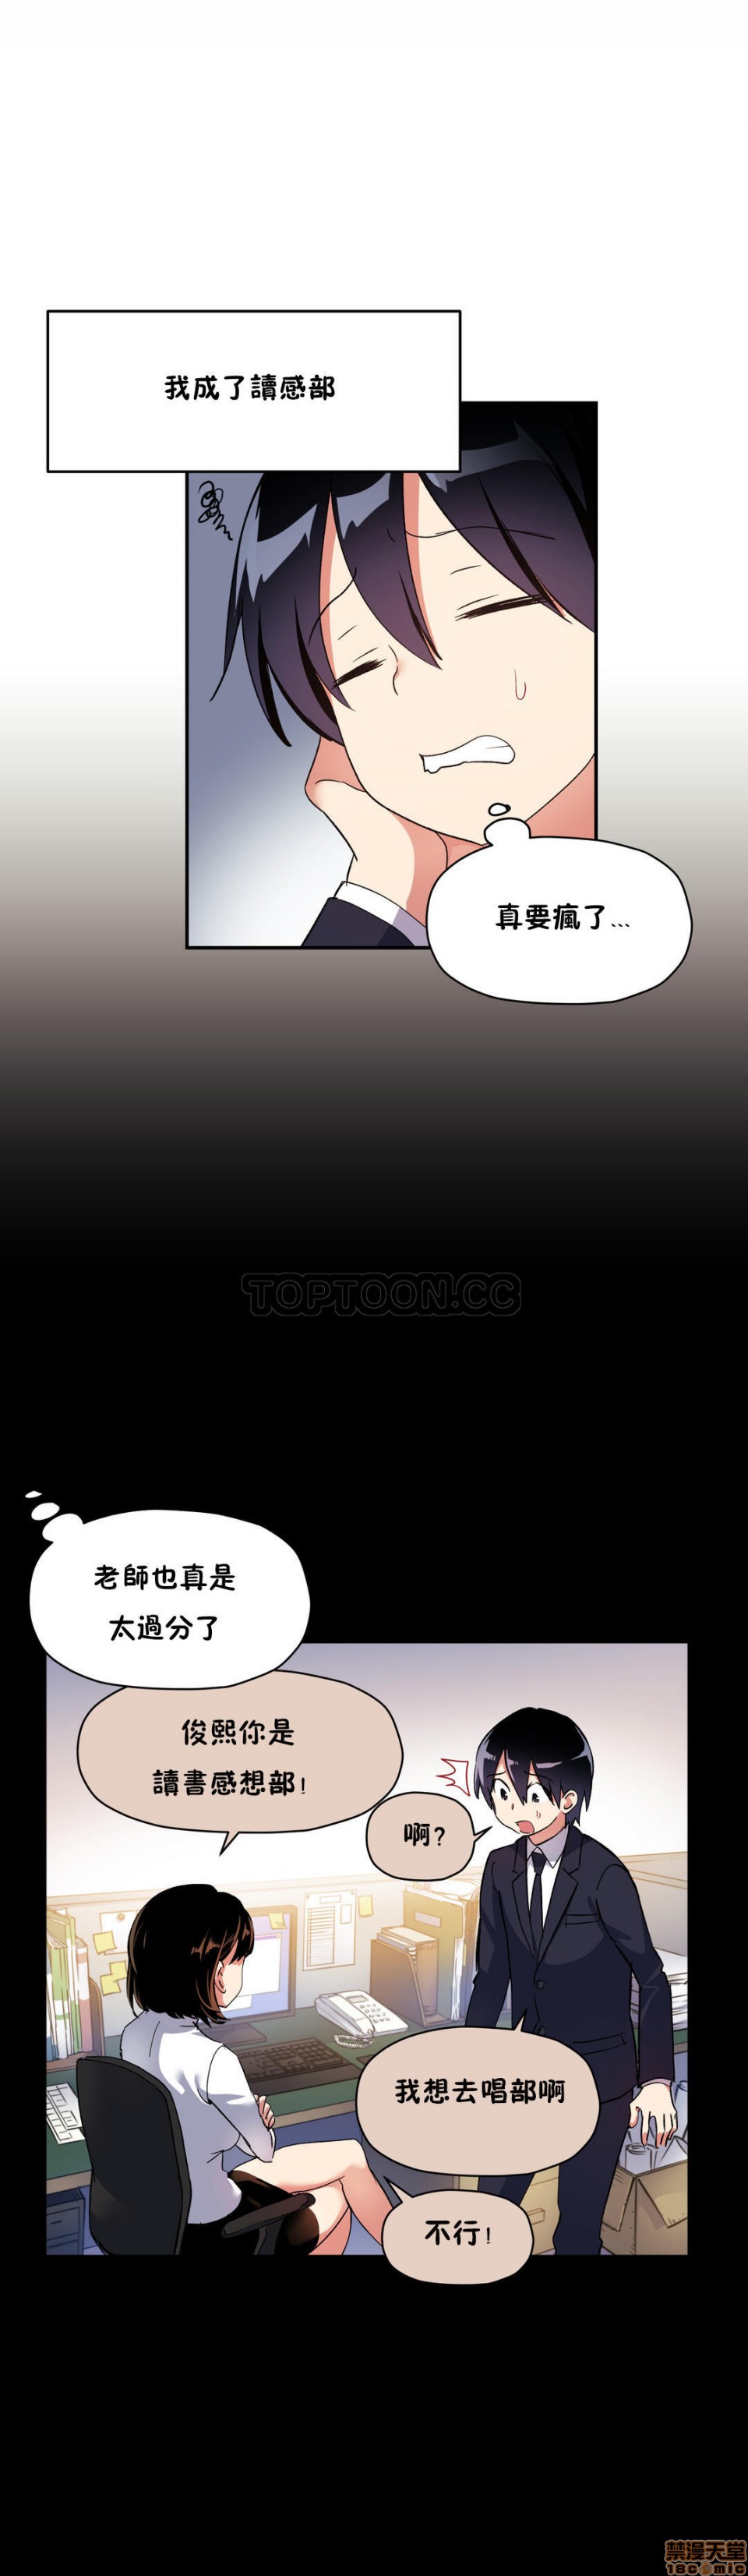 我成了讀感部
真要瘋了...
TOPTOON.CC
老師也真是
太過分了
俊熙你是
讀書感想部!
啊?
我想去唱部啊
不行!
禁漫天堂
18comic